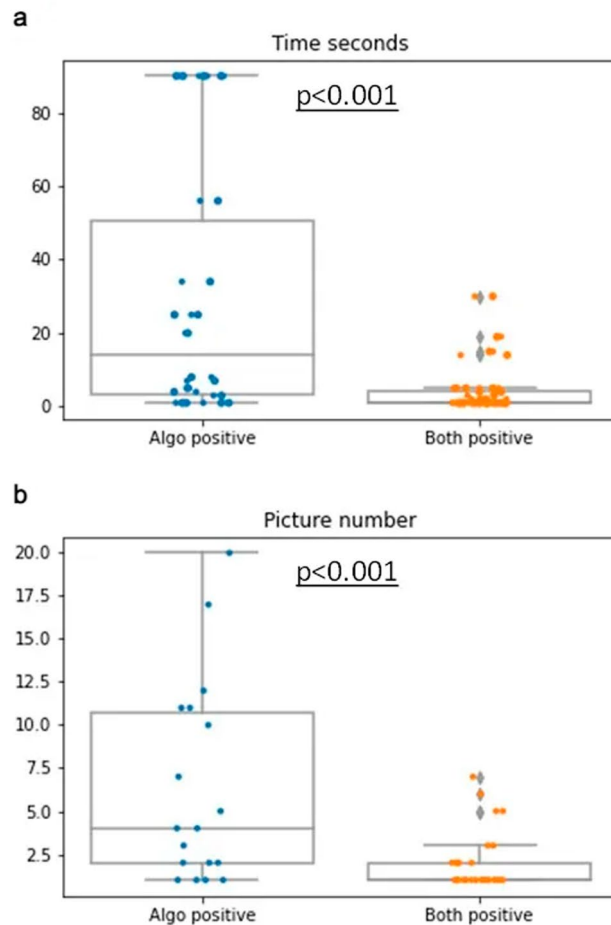 a
Time seconds
p<0.001
80
60
40
20
0
Algo positive
Both positive
b
Picture number
p<0.001
20.0
17.5
15.0
12.5
10.0
7.5
5.0
2.5
Algo positive
Both positive